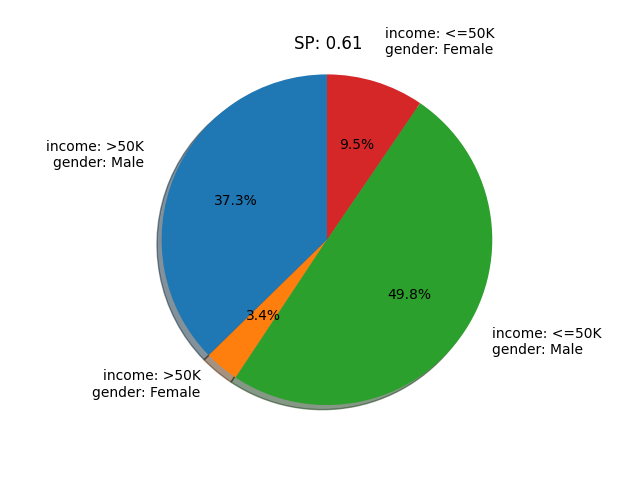 SP: 0.61
income: <=50K
gender: Female
income: >50K
gender: Male
9.5%
37.3%
49.8%
3.4%
income: <=50K
gender: Male
income: >50K
gender: Female